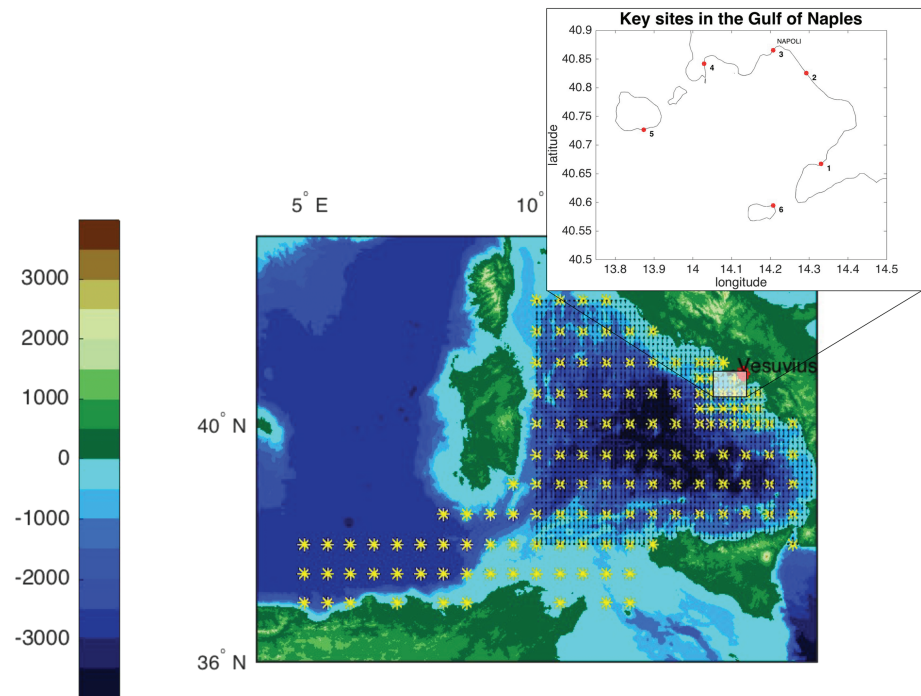 Key sites in the Gulf of Naples
40.9
40.85
40.8
40.75
40.7
40.65
40.6
40.55
40.5
latitude
NAPOLI
3
4
2
5
1
6
13.8 13.9 14 14.1 14.2 14.3 14.4 14.5
longitude
5° E
10°
3000
2000
1000
0
-1000
-2000
-3000
40° N
36° N
Vesuvius